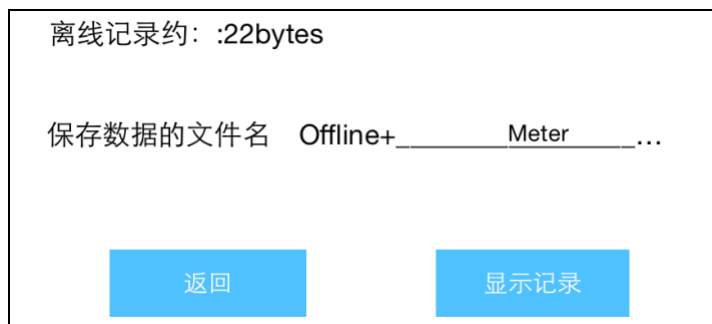 离线记录约：:22bytes
保存数据的文件名 Offline+________Meter_____...
返回 显示记录